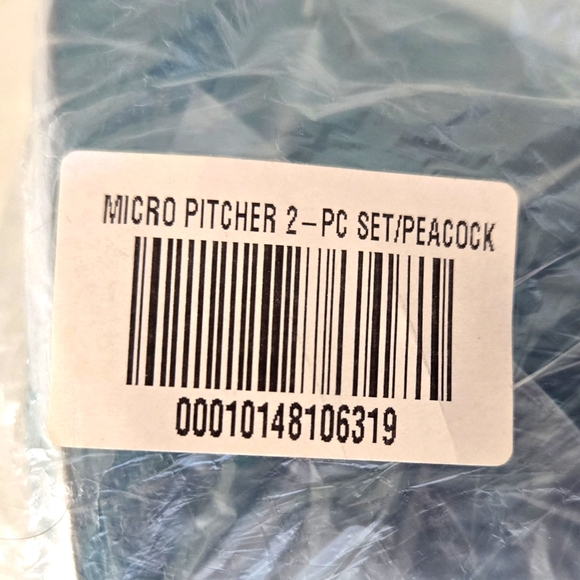 MICRO PITCHER 2-PC SET/PEACOCK
00010148106319